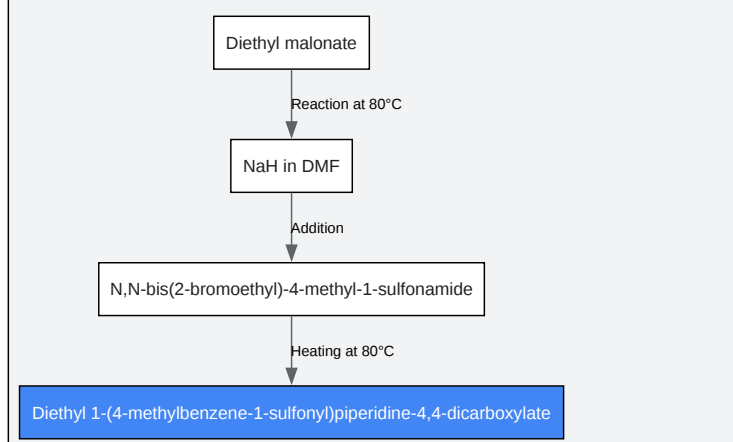 Diethyl malonate
Reaction at 80°C
NaH in DMF
Addition
N,N-bis(2-bromoethyl)-4-methyl-1-sulfonamide
Heating at 80°C
Diethyl 1-(4-methylbenzene-1-sulfonyl)piperidine-4,4-dicarboxylate